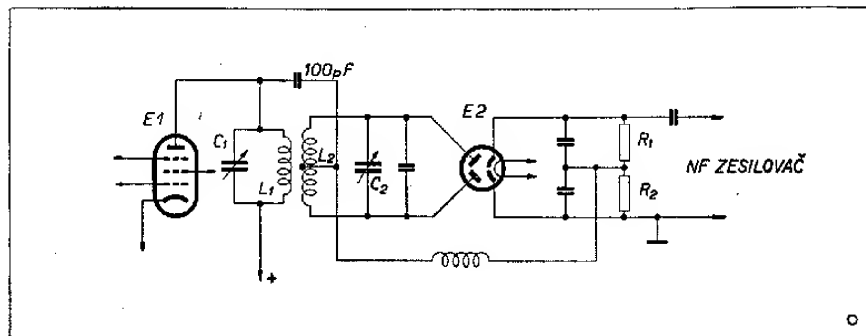 100pF
E1
C1
L1
L2
C2
E2
R1
R2
NF ZESILOVAČ
+